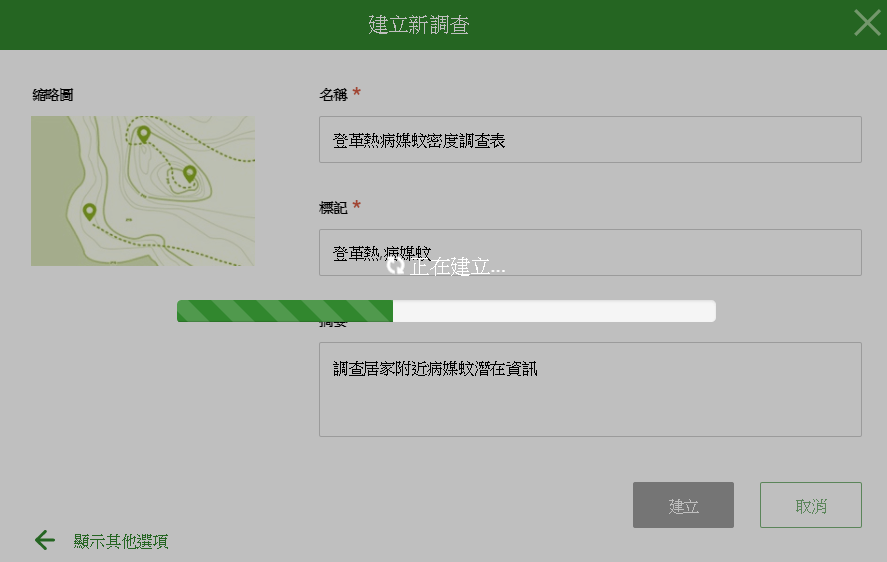 建立新調查
縮略圖
名稱 *
登革熱病媒蚊密度調查表
標記 *
登革熱,病媒蚊
正在建立...
摘要
調查居家附近病媒蚊潛在資訊
建立
取消
顯示其他選項